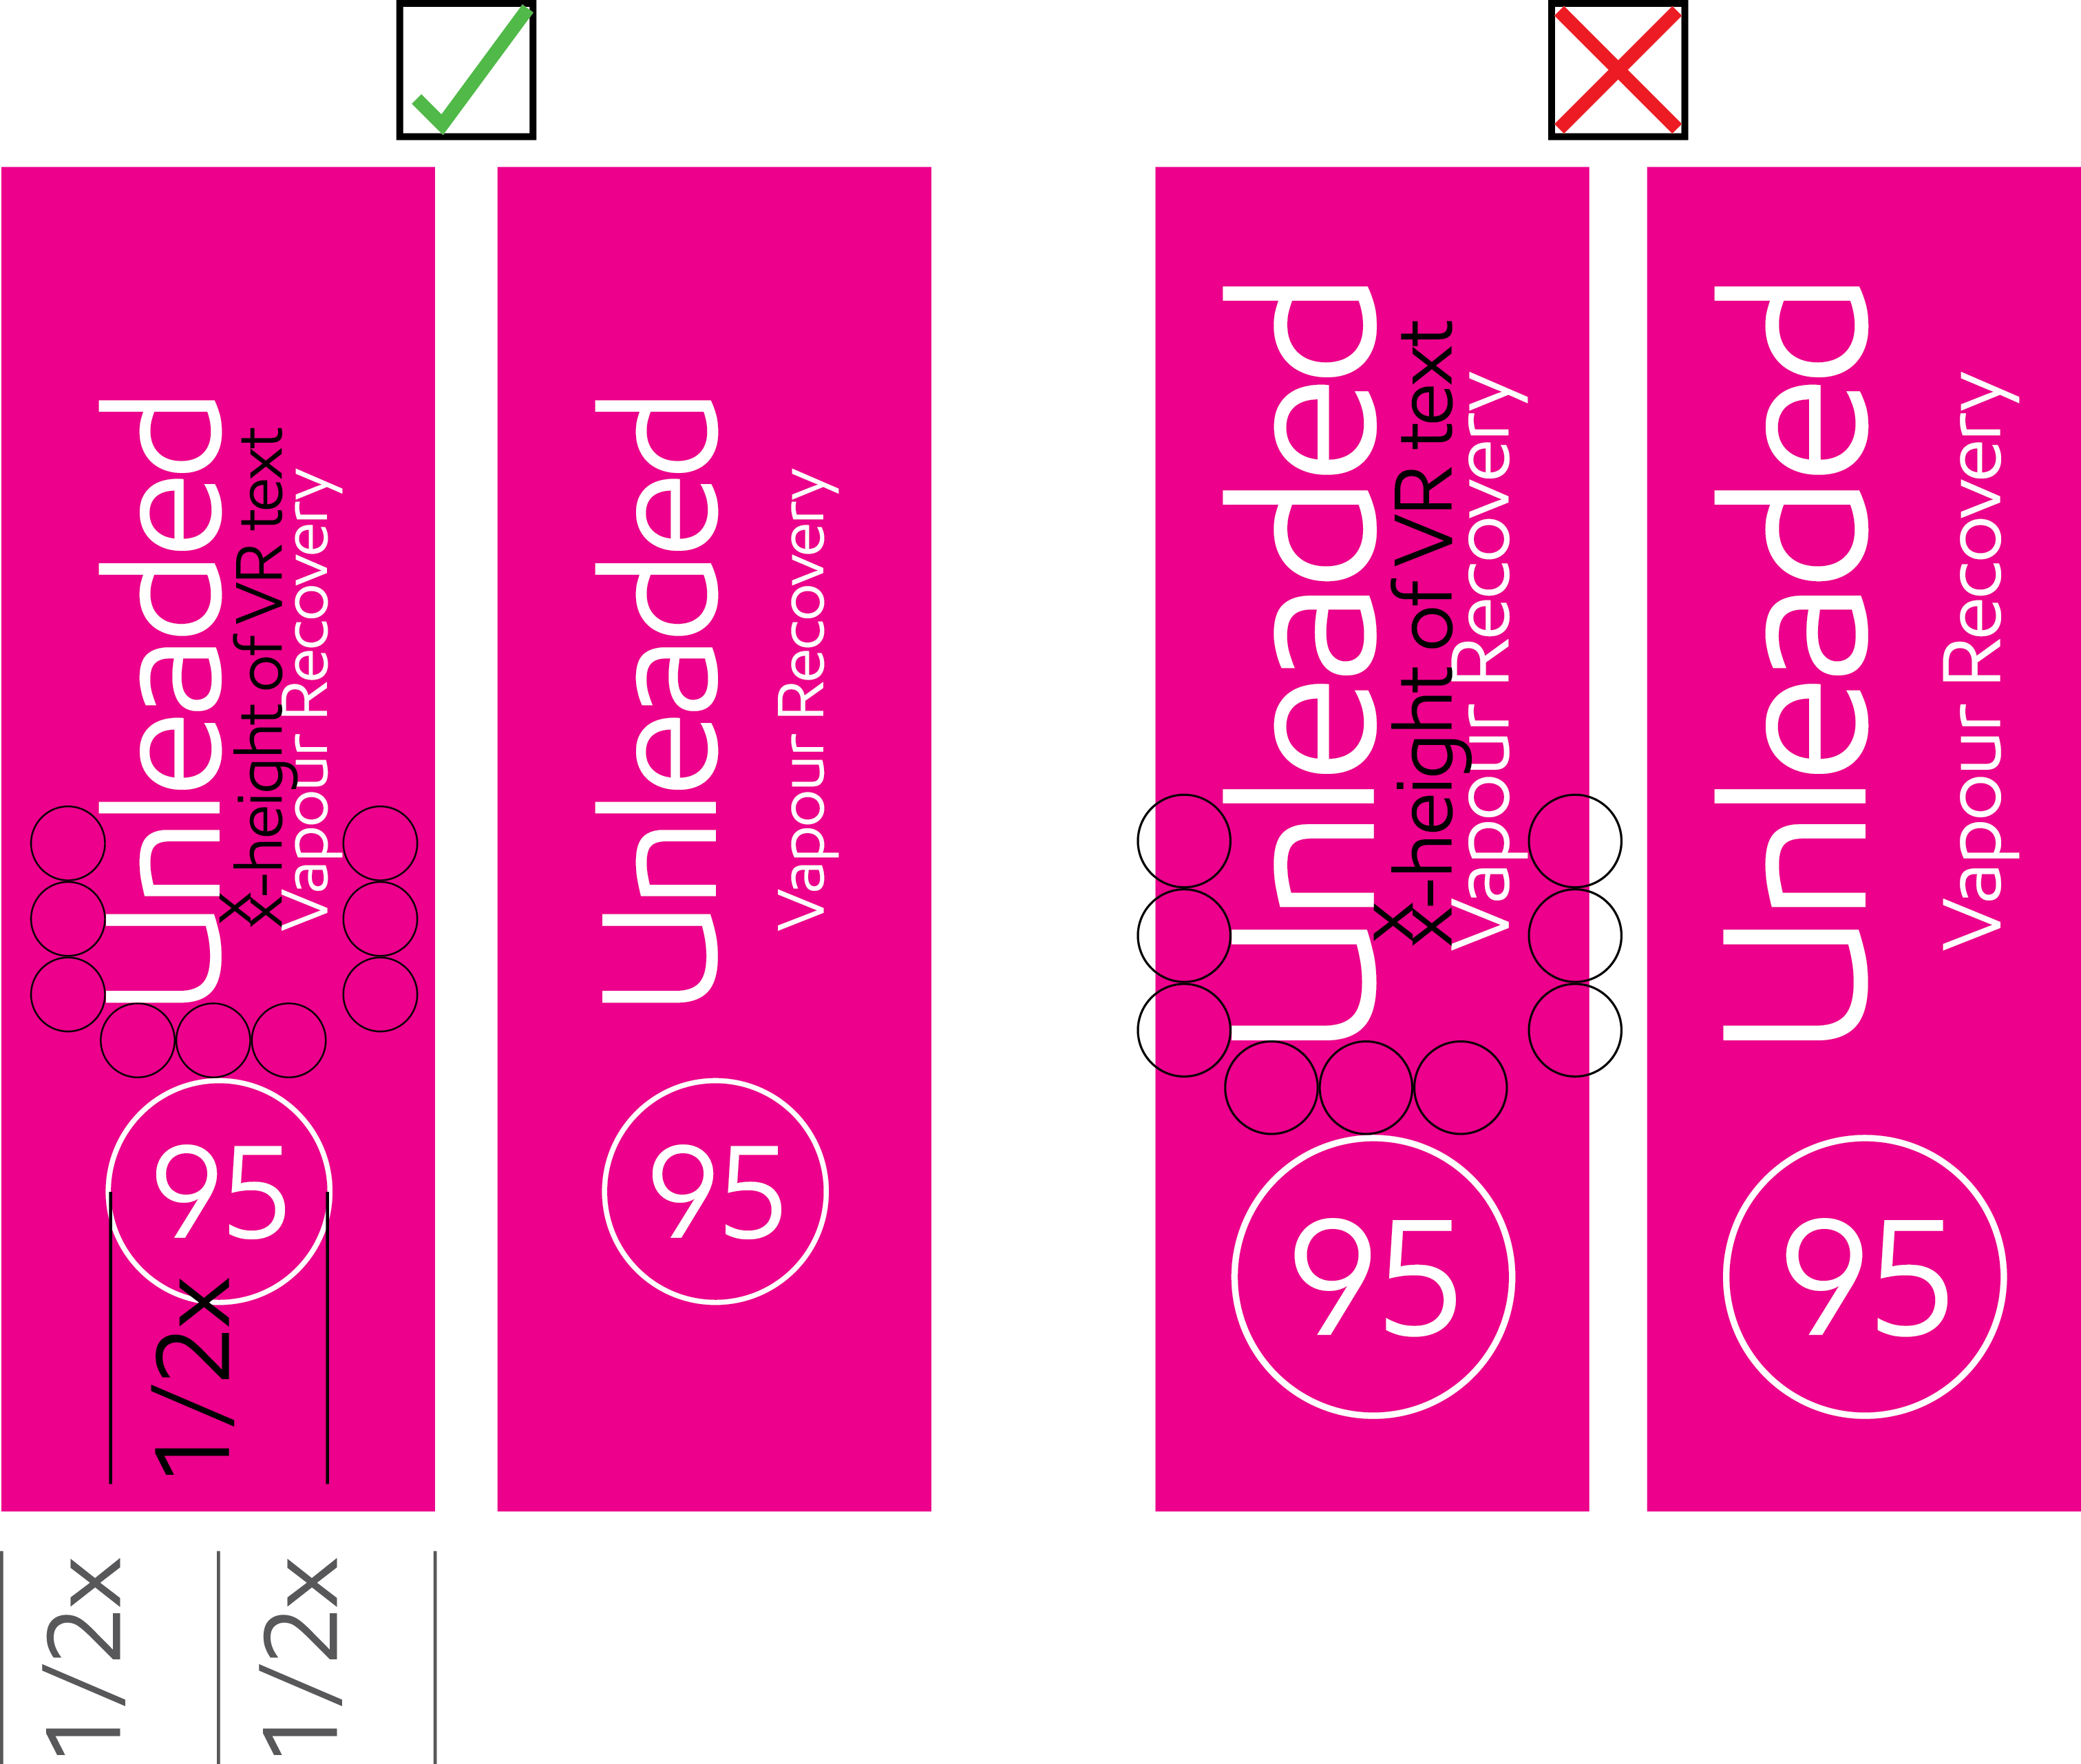 unleaded
x
x-height of VR text
Vapour Recovery
95
1/2x
unleaded
Vapour Recovery
95
unleaded
x
x-height of VR text
Vapour Recovery
95
unleaded
Vapour Recovery
95
1/2x
1/2x